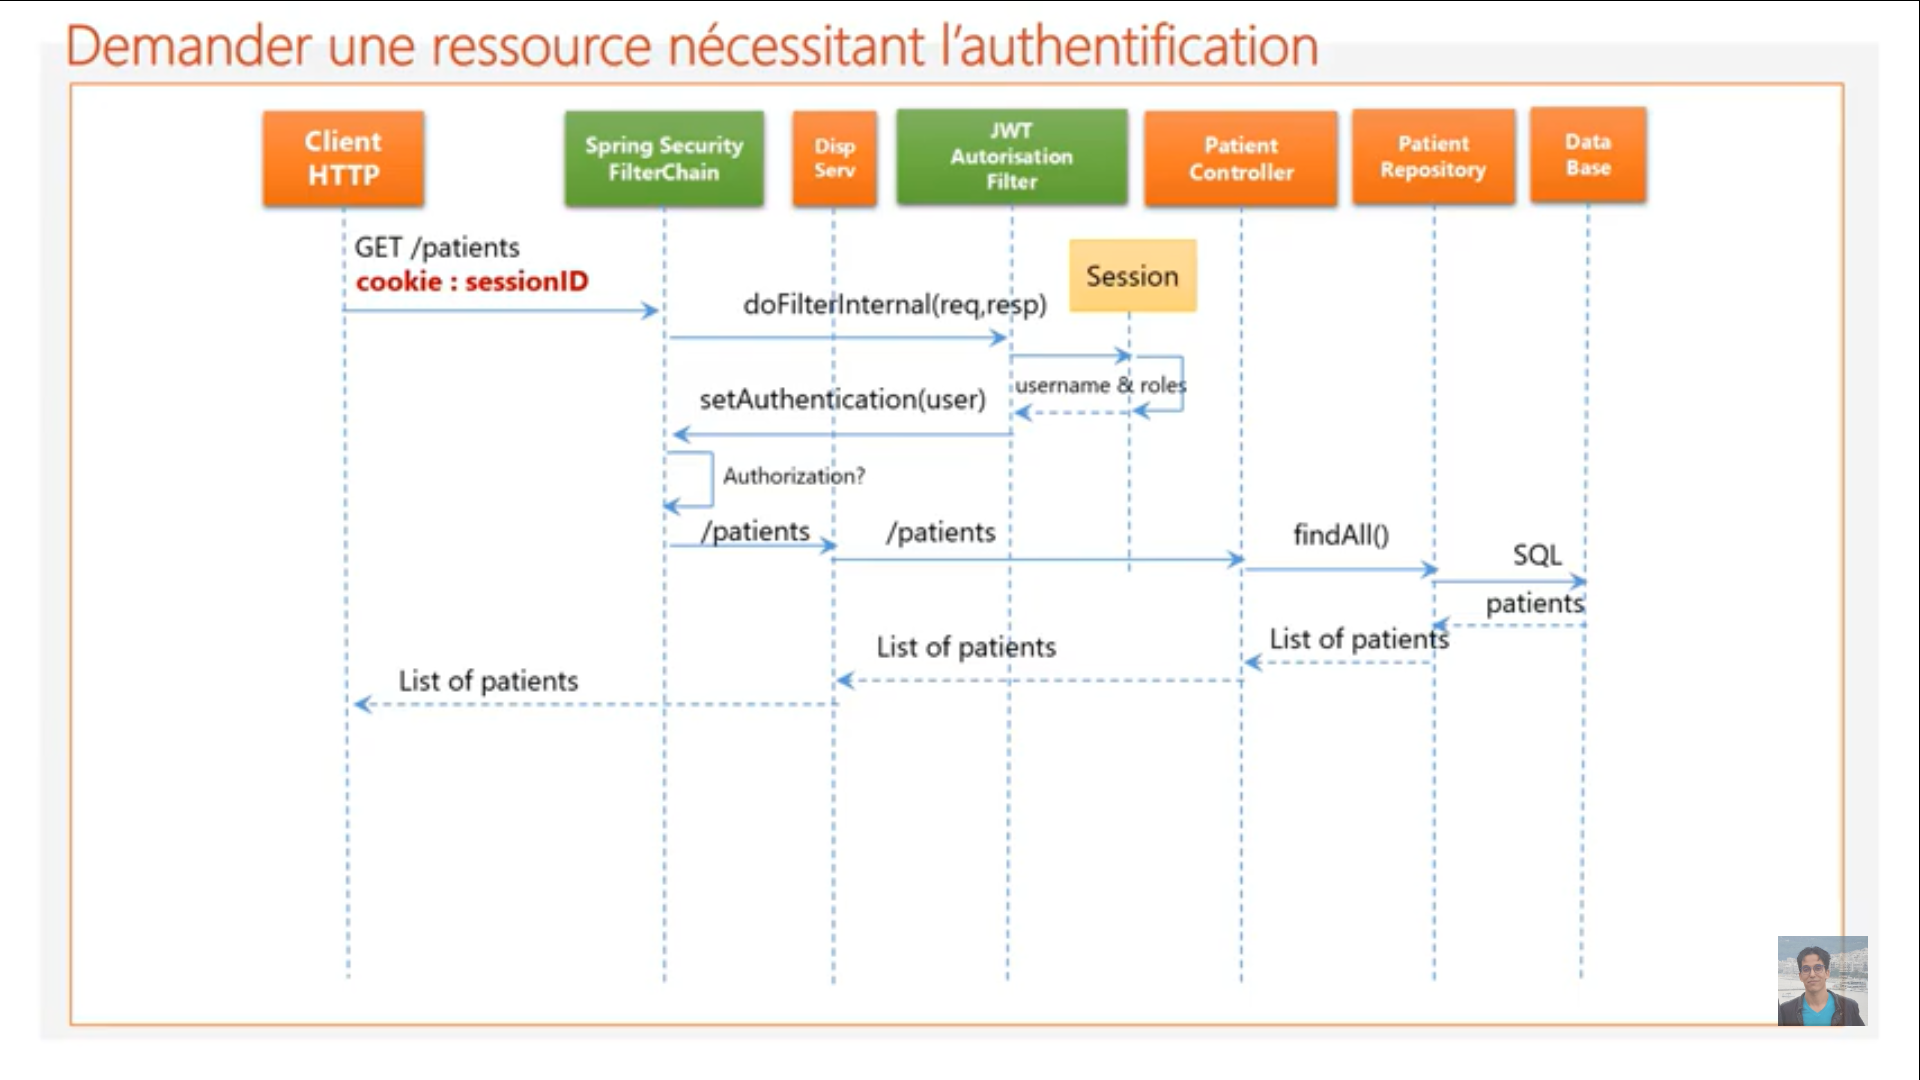 Demander une ressource nécessitant l'authentification
Client
HTTP
Spring Security
FilterChain
Disp
Serv
JWT
Autorisation
Filter
Patient
Controller
Patient
Repository
Data
Base
GET /patients
cookie : sessionID
Session
doFilterInternal(req,resp)
username & roles
setAuthentication(user)
Authorization?
/patients
/patients
findAll()
SQL
patients
List of patients
List of patients
List of patients